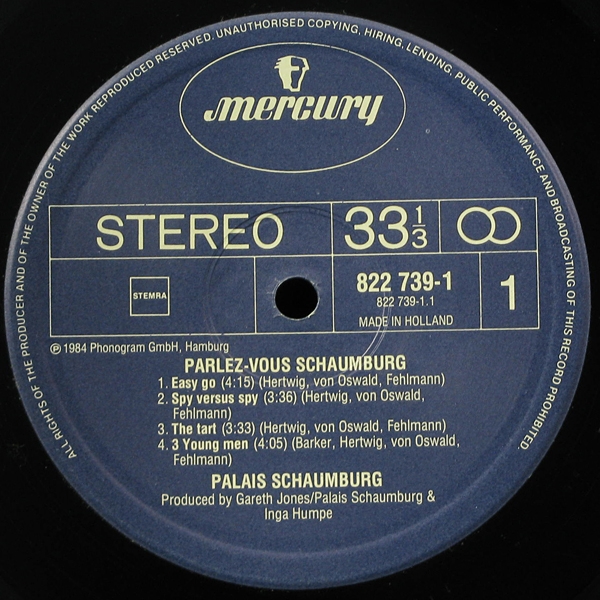 ALL RIGHTS OF THE PRODUCER AND OF THE OWNER OF THE WORK REPRODUCED RESERVED. UNAUTHORISED COPYING, HIRING, LENDING, PUBLIC PERFORMANCE AND BROADCASTING OF THIS RECORD PROHIBITED.
mercury
STEREO 33 1/3
STEMRA
822 739-1
822 739-1.1
MADE IN HOLLAND
1
℗ 1984 Phonogram GmbH, Hamburg
PARLEZ-VOUS SCHAUMBURG
1. Easy go (4:15) (Hertwig, von Oswald, Fehlmann)
2. Spy versus spy (3:36) (Hertwig, von Oswald,
Fehlmann)
3. The tart (3:33) (Hertwig, von Oswald, Fehlmann)
4. 3 Young men (4:05) (Barker, Hertwig, von Oswald,
Fehlmann)
PALAIS SCHAUMBURG
Produced by Gareth Jones/Palais Schaumburg &
Inga Humpe